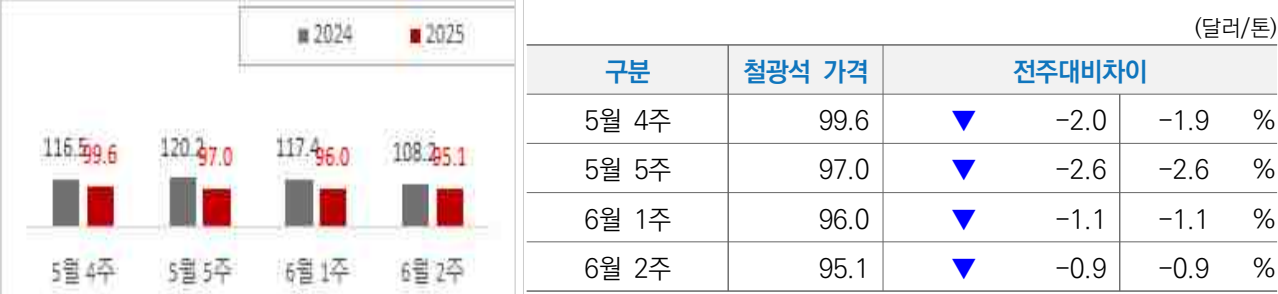 ■ 2024 ■ 2025
116.5 99.6 120.2 97.0 117.4 96.0 108.2 95.1
5월 4주 5월 5주 6월 1주 6월 2주
(달러/톤)
구분 철광석 가격 전주대비차이
5월 4주 99.6 ▼ -2.0 -1.9 %
5월 5주 97.0 ▼ -2.6 -2.6 %
6월 1주 96.0 ▼ -1.1 -1.1 %
6월 2주 95.1 ▼ -0.9 -0.9 %